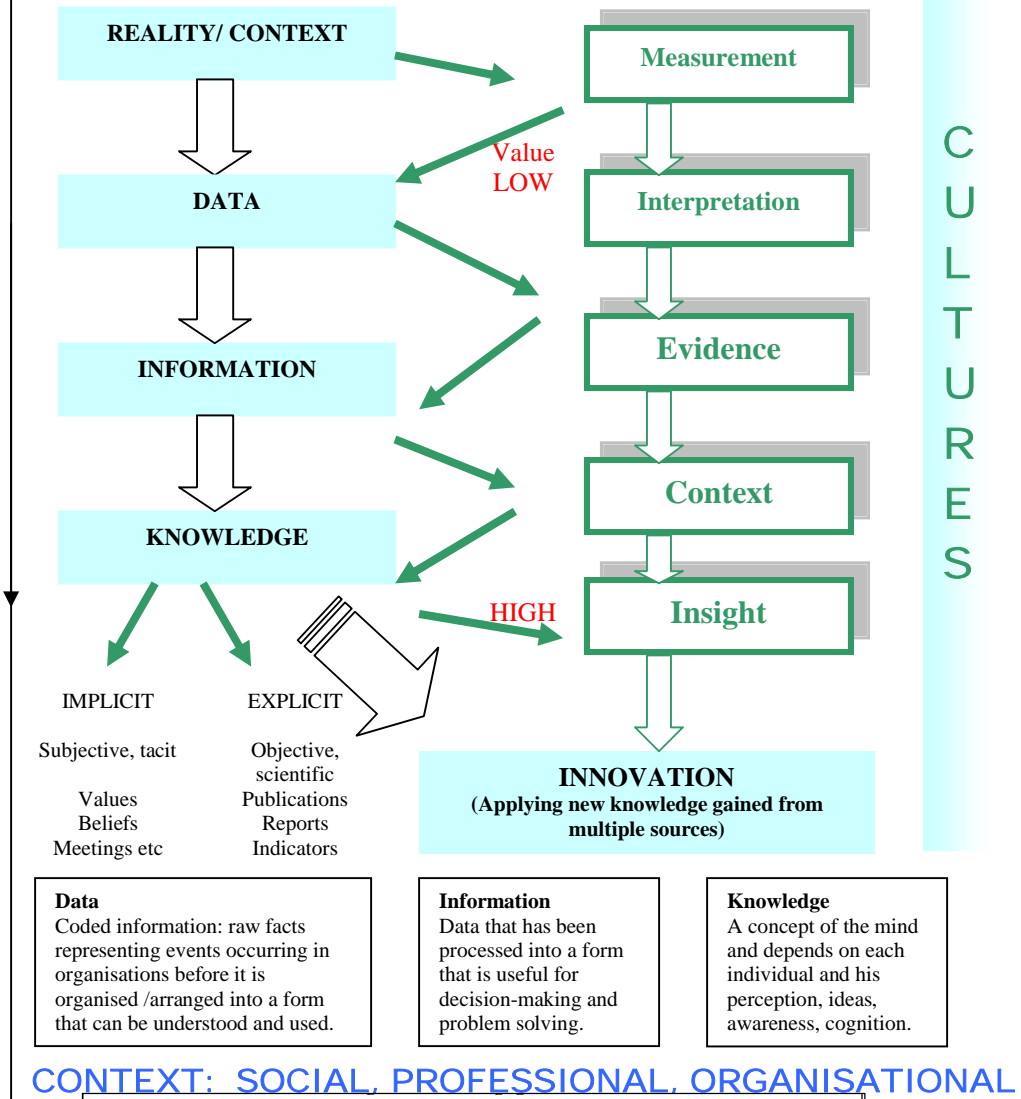 REALITY/ CONTEXT
Measurement
Value
LOW
DATA
Interpretation
INFORMATION
Evidence
KNOWLEDGE
Context
HIGH
Insight
IMPLICIT
Subjective, tacit
Values
Beliefs
Meetings etc
EXPLICIT
Objective,
scientific
Publications
Reports
Indicators
INNOVATION
(Applying new knowledge gained from
multiple sources)
C
U
L
T
U
R
E
S
Data
Coded information: raw facts
representing events occurring in
organisations before it is
organised /arranged into a form
that can be understood and used.
Information
Data that has been
processed into a form
that is useful for
decision-making and
problem solving.
Knowledge
A concept of the mind
and depends on each
individual and his
perception, ideas,
awareness, cognition.
CONTEXT: SOCIAL, PROFESSIONAL, ORGANISATIONAL